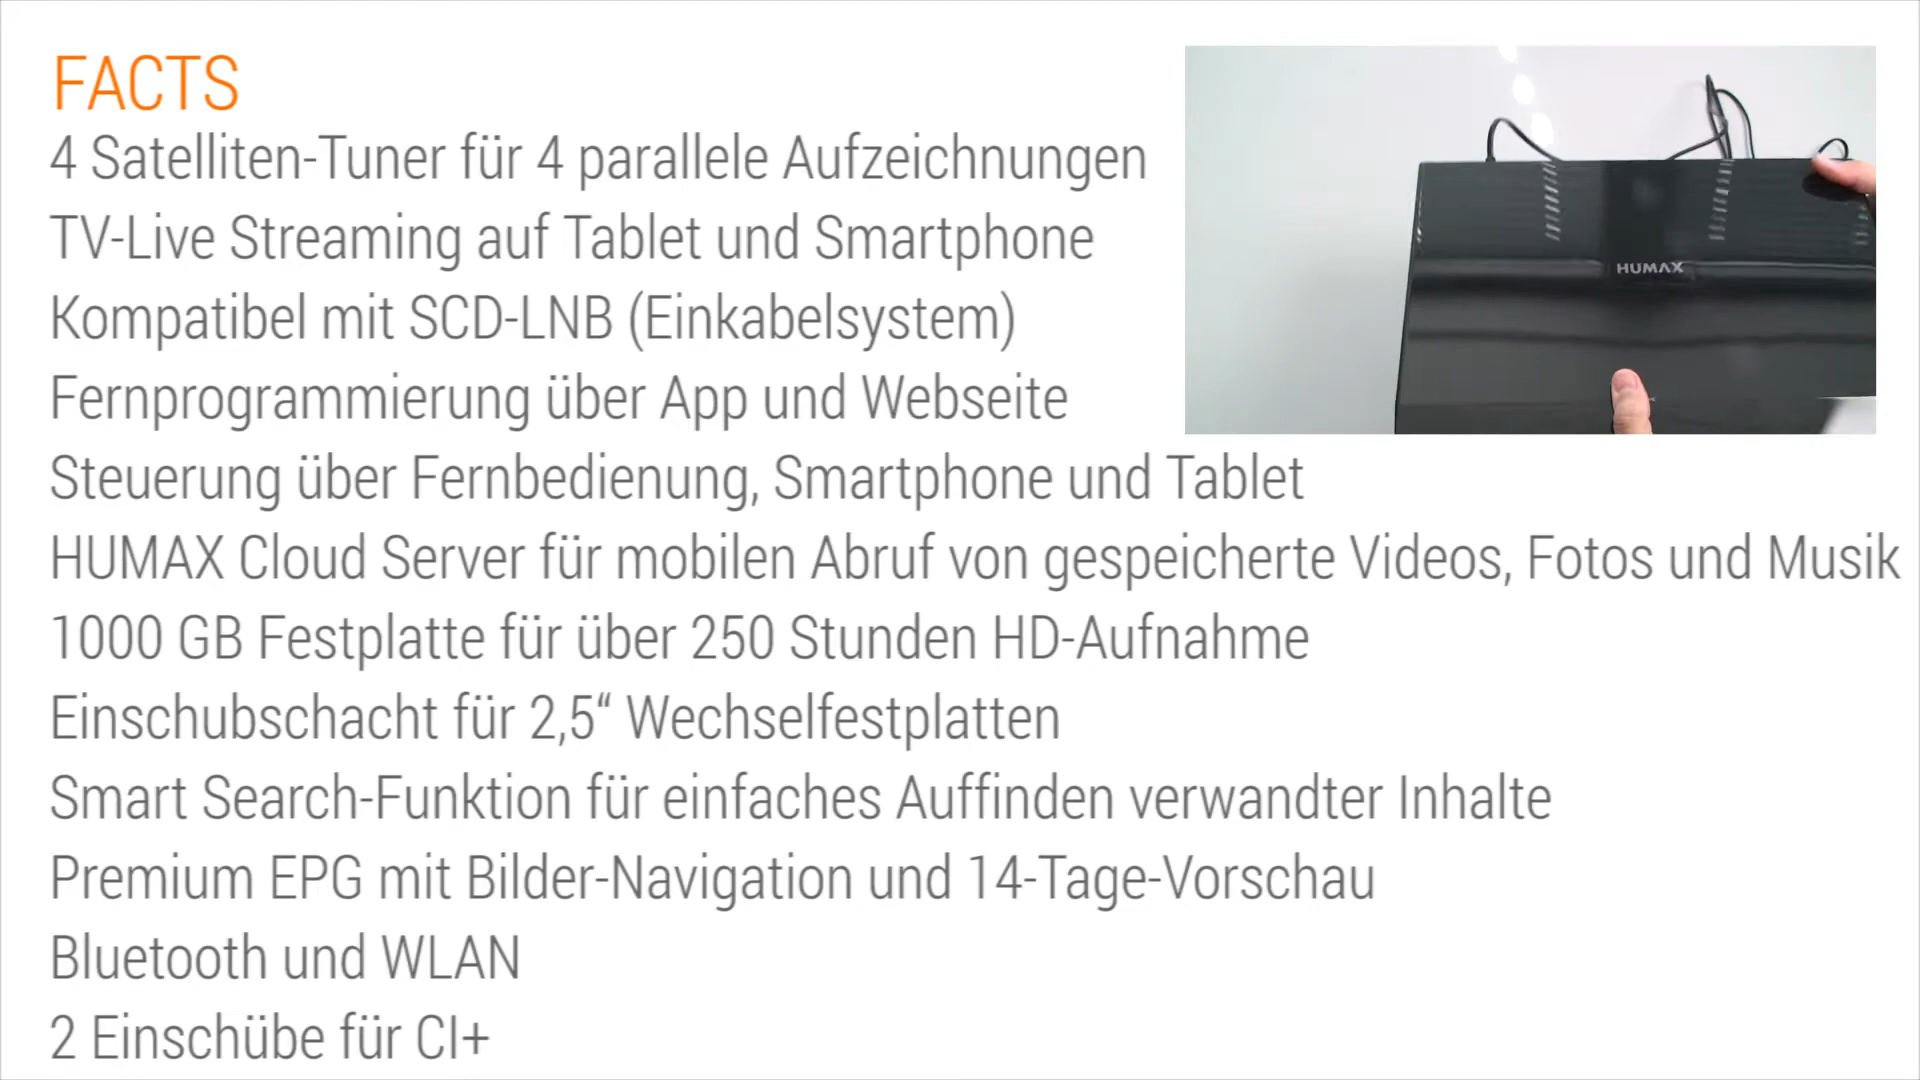 FACTS
4 Satelliten-Tuner für 4 parallele Aufzeichnungen
TV-Live Streaming auf Tablet und Smartphone
Kompatibel mit SCD-LNB (Einkabelsystem)
Fernprogrammierung über App und Webseite
Steuerung über Fernbedienung, Smartphone und Tablet
HUMAX Cloud Server für mobilen Abruf von gespeicherte Videos, Fotos und Musik
1000 GB Festplatte für über 250 Stunden HD-Aufnahme
Einschubschacht für 2,5“ Wechselfestplatten
Smart Search-Funktion für einfaches Auffinden verwandter Inhalte
Premium EPG mit Bilder-Navigation und 14-Tage-Vorschau
Bluetooth und WLAN
2 Einschübe für CI+
HUMAX